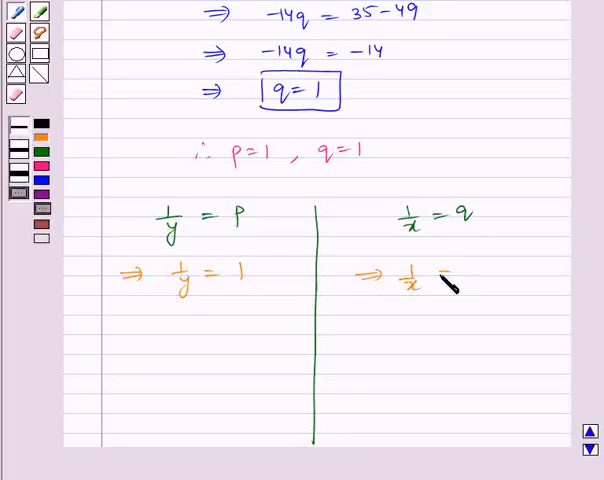 ⇒ -14q = 35-49
⇒ -14q = -14
⇒ q = 1
∴ p=1 , q=1
1/y = p
1/x = q
⇒ 1/y = 1
⇒ 1/x =